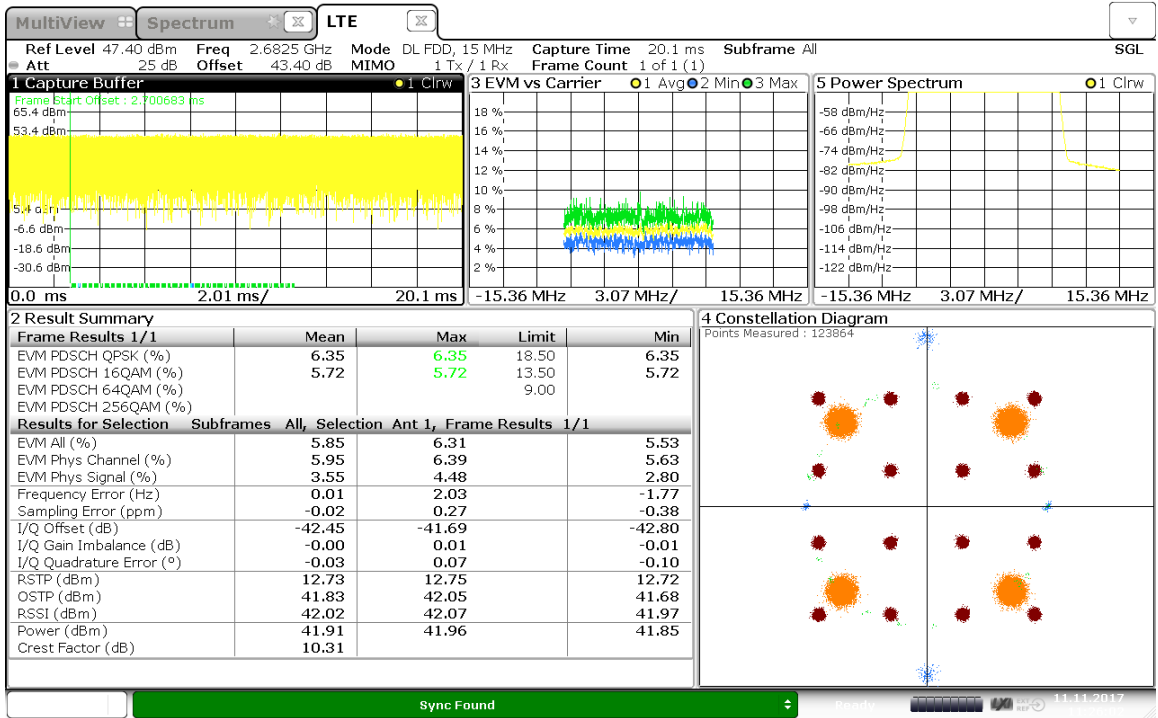 MultiView Spectrum LTE
Ref Level 47.40 dBm Freq 2.6825 GHz Mode DL FDD, 15 MHz Capture Time 20.1 ms Subframe All SGL
Att 25 dB Offset 43.40 dB MIMO 1 Tx / 1 Rx Frame Count 1 of 1 (1)
1 Capture Buffer 1 Clrw
Frame Start Offset : 2.700683 ms
65.4 dBm
53.4 dBm
5.4 dBm
-6.6 dBm
-18.6 dBm
-30.6 dBm
0.0 ms 2.01 ms/ 20.1 ms
3 EVM vs Carrier 1 Avg 2 Min 3 Max
18 %
16 %
14 %
12 %
10 %
8 %
6 %
4 %
2 %
-15.36 MHz 3.07 MHz/ 15.36 MHz
5 Power Spectrum 1 Clrw
-58 dBm/Hz
-66 dBm/Hz
-74 dBm/Hz
-82 dBm/Hz
-90 dBm/Hz
-98 dBm/Hz
-106 dBm/Hz
-114 dBm/Hz
-122 dBm/Hz
-15.36 MHz 3.07 MHz/ 15.36 MHz
2 Result Summary
Frame Results 1/1 Mean Max Limit Min
EVM PDSCH QPSK (%) 6.35 6.35 18.50 6.35
EVM PDSCH 16QAM (%) 5.72 5.72 13.50 5.72
EVM PDSCH 64QAM (%) 9.00
EVM PDSCH 256QAM (%)
Results for Selection Subframes All, Selection Ant 1, Frame Results 1/1
EVM All (%) 5.85 6.31 5.53
EVM Phys Channel (%) 5.95 6.39 5.63
EVM Phys Signal (%) 3.55 4.48 2.80
Frequency Error (Hz) 0.01 2.03 -1.77
Sampling Error (ppm) -0.02 0.27 -0.38
I/Q Offset (dB) -42.45 -41.69 -42.80
I/Q Gain Imbalance (dB) -0.00 0.01 -0.01
I/Q Quadrature Error (º) -0.03 0.07 -0.10
RSTP (dBm) 12.73 12.75 12.72
OSTP (dBm) 41.83 42.05 41.68
RSSI (dBm) 42.02 42.07 41.97
Power (dBm) 41.91 41.96 41.85
Crest Factor (dB) 10.31
4 Constellation Diagram
Points Measured : 123864
Sync Found
Ready LXI EXT REF 11.11.2017